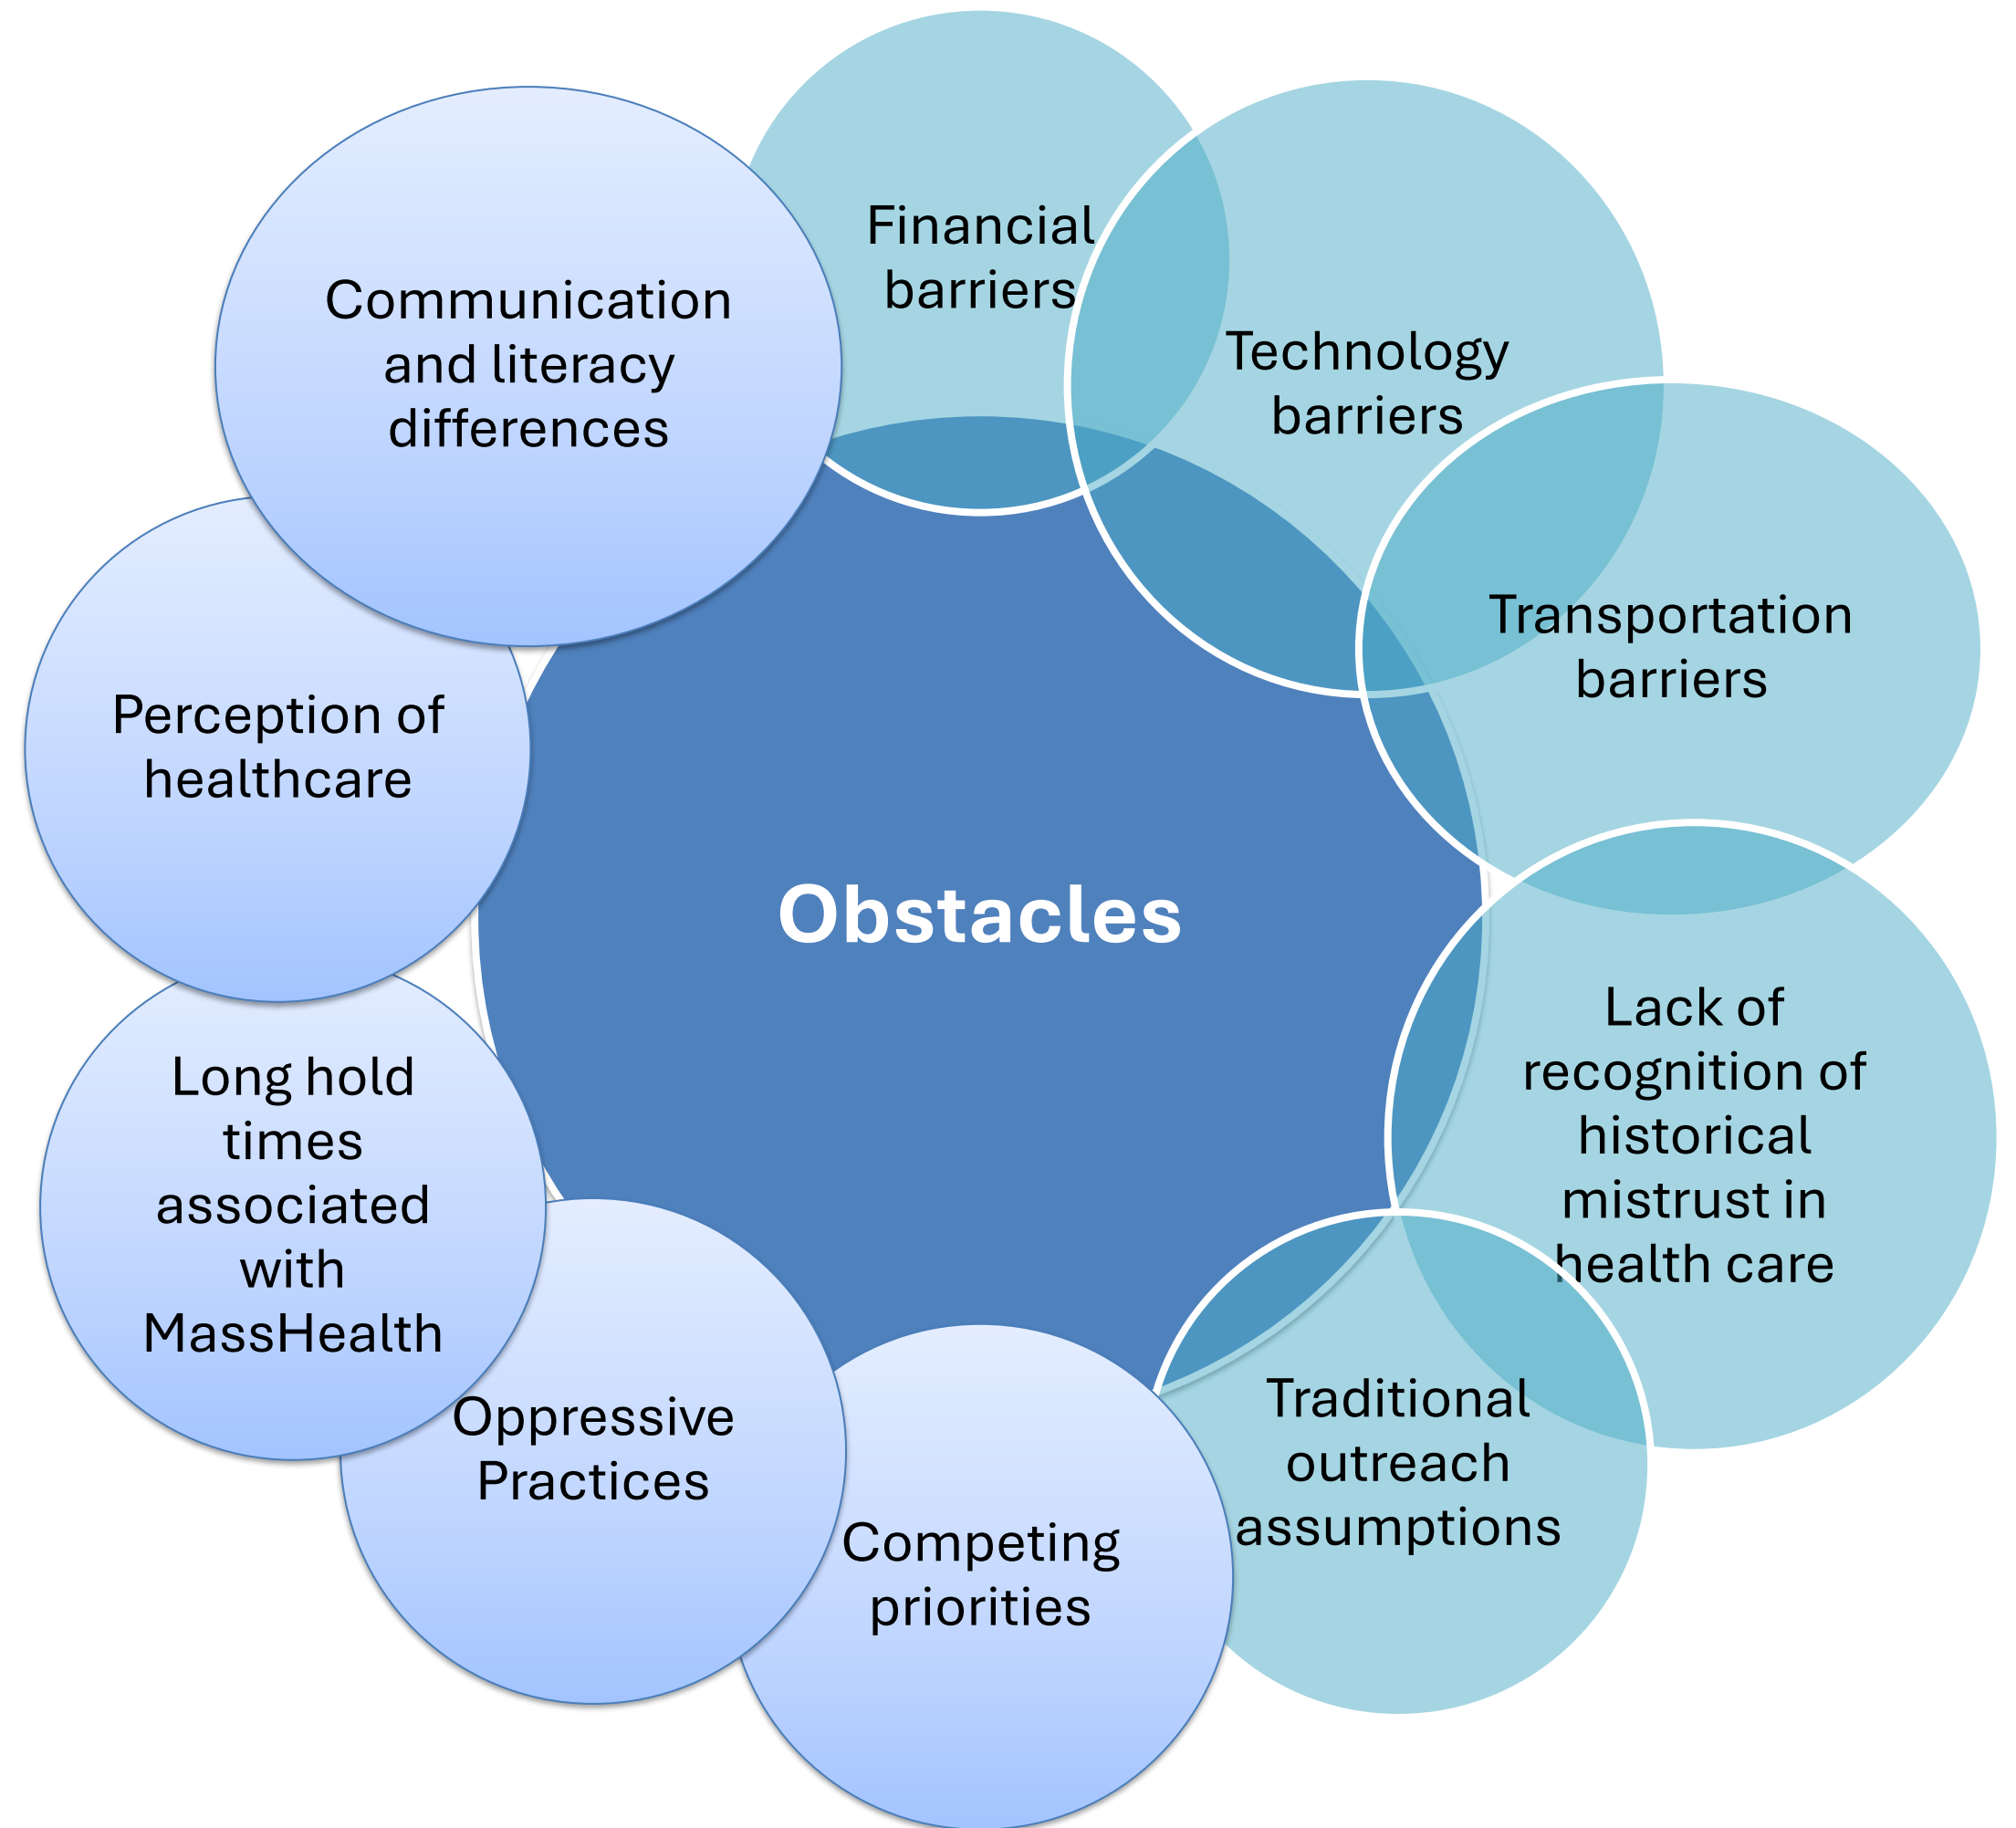 Financial
barriers
Technology
barriers
Transportation
barriers
Lack of
recognition of
historical
mistrust in
health care
Traditional
outreach
assumptions
Competing
priorities
Oppressive
Practices
Long hold
times
associated
with
MassHealth
Perception of
healthcare
Communication
and literacy
differences
Obstacles